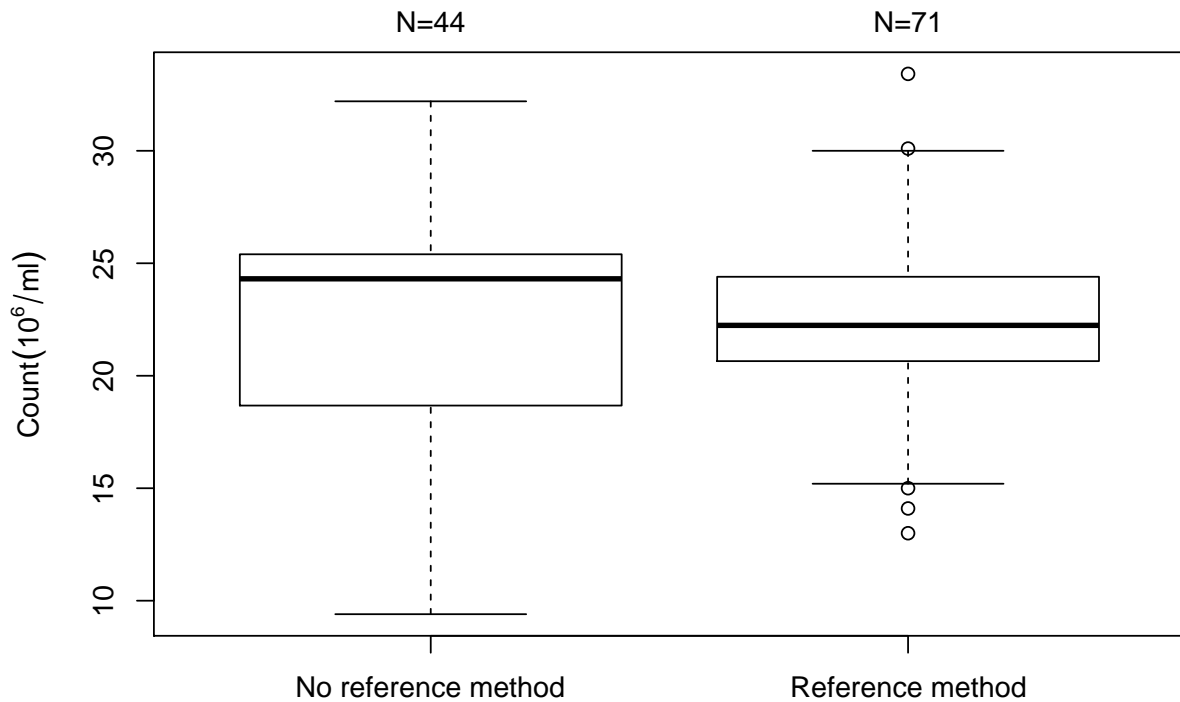 N=44
N=71
Count(10⁶/ml)
30
25
20
15
10
No reference method
Reference method